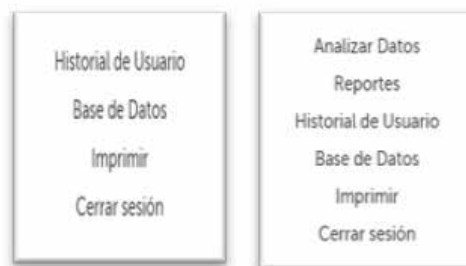 Historial de Usuario
Base de Datos
Imprimir
Cerrar sesión
Analizar Datos
Reportes
Historial de Usuario
Base de Datos
Imprimir
Cerrar sesión